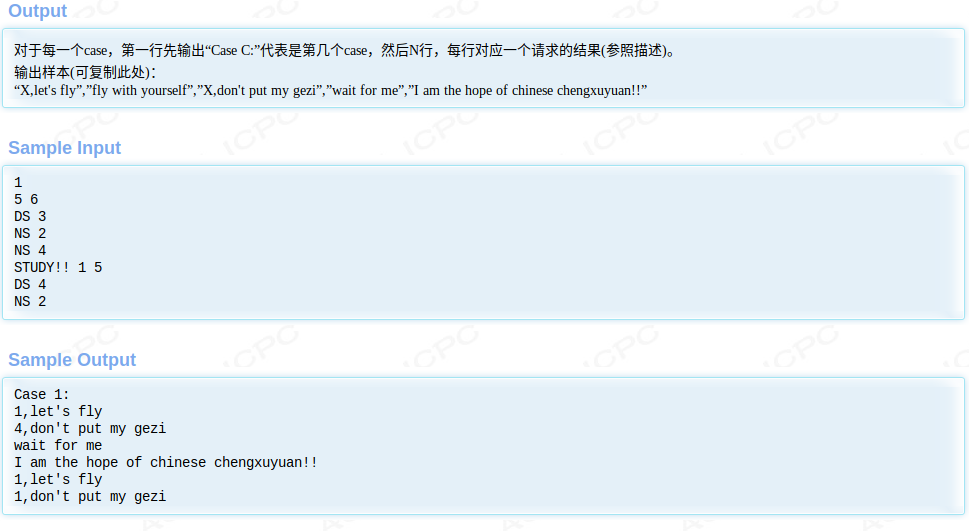 Output
对于每一个case，第一行先输出“Case C:”代表是第几个case，然后N行，每行对应一个请求的结果(参照描述)。
输出样本(可复制此处)：
“X,let's fly”,”fly with yourself”,”X,don't put my gezi”,”wait for me”,”I am the hope of chinese chengxuyuan!!”
Sample Input
1
5 6
DS 3
NS 2
NS 4
STUDY!! 1 5
DS 4
NS 2
Sample Output
Case 1:
1,let's fly
4,don't put my gezi
wait for me
I am the hope of chinese chengxuyuan!!
1,let's fly
1,don't put my gezi